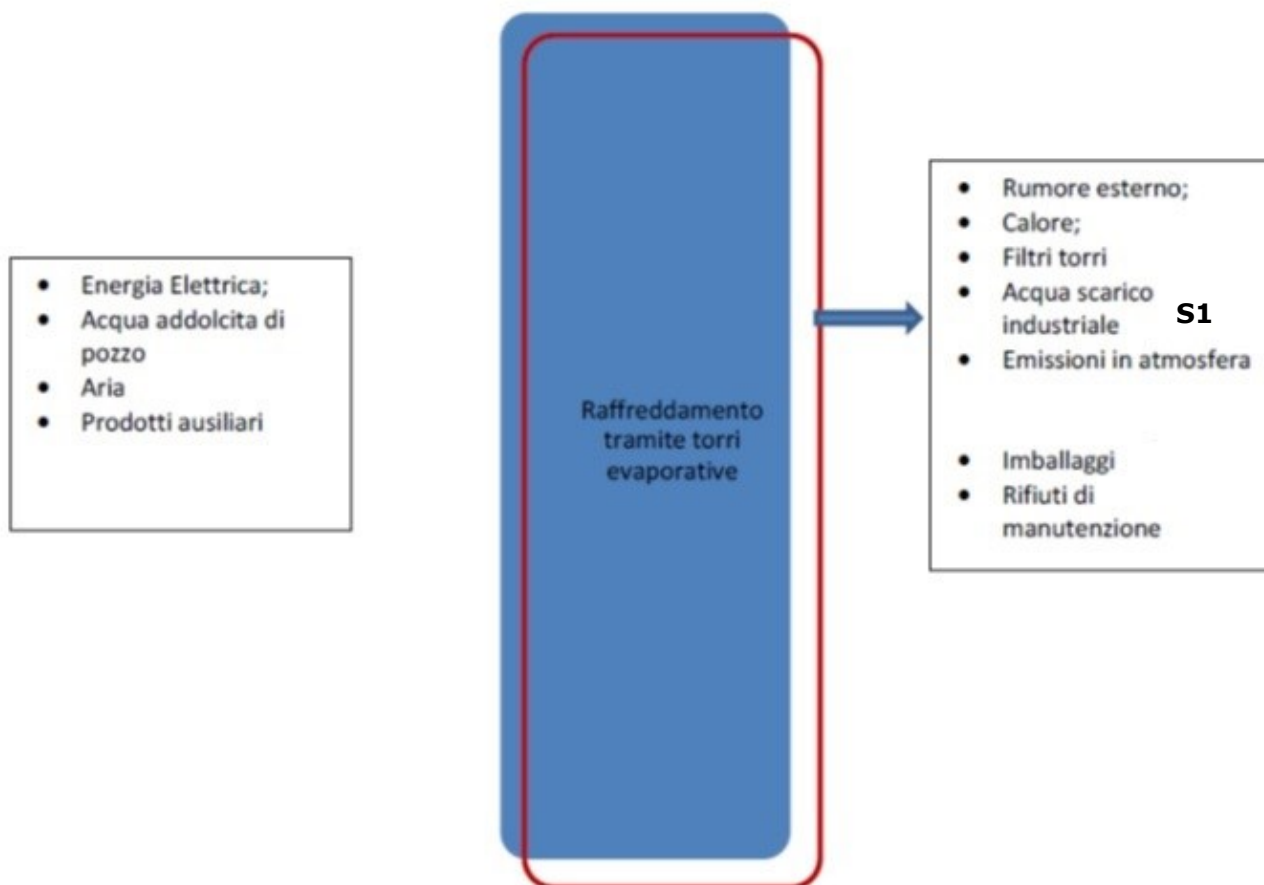 • Energia Elettrica;
• Acqua addolcita di
pozzo
• Aria
• Prodotti ausiliari
Raffreddamento
tramite torri
evaporative
• Rumore esterno;
• Calore;
• Filtri torri
• Acqua scarico
industriale S1
• Emissioni in atmosfera
• Imballaggi
• Rifiuti di
manutenzione